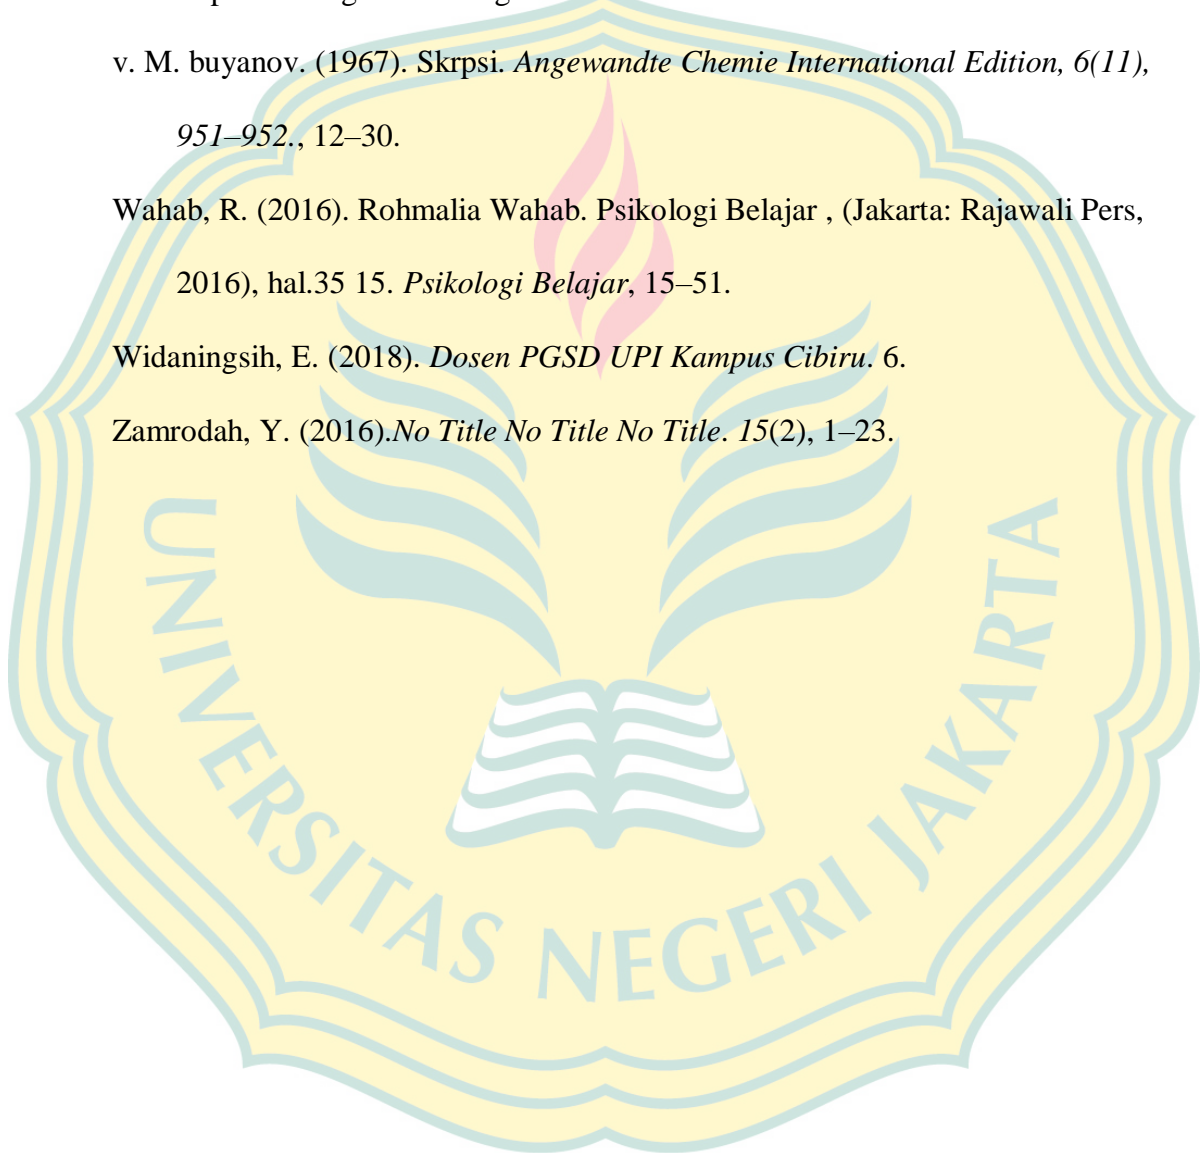 v. M. buyanov. (1967). Skrpsi. Angewandte Chemie International Edition, 6(11),
951–952., 12–30.
Wahab, R. (2016). Rohmalia Wahab. Psikologi Belajar , (Jakarta: Rajawali Pers,
2016), hal.35 15. Psikologi Belajar, 15–51.
Widaningsih, E. (2018). Dosen PGSD UPI Kampus Cibiru. 6.
Zamrodah, Y. (2016).No Title No Title No Title. 15(2), 1–23.
UNIVERSITAS NEGERI JAKARTA